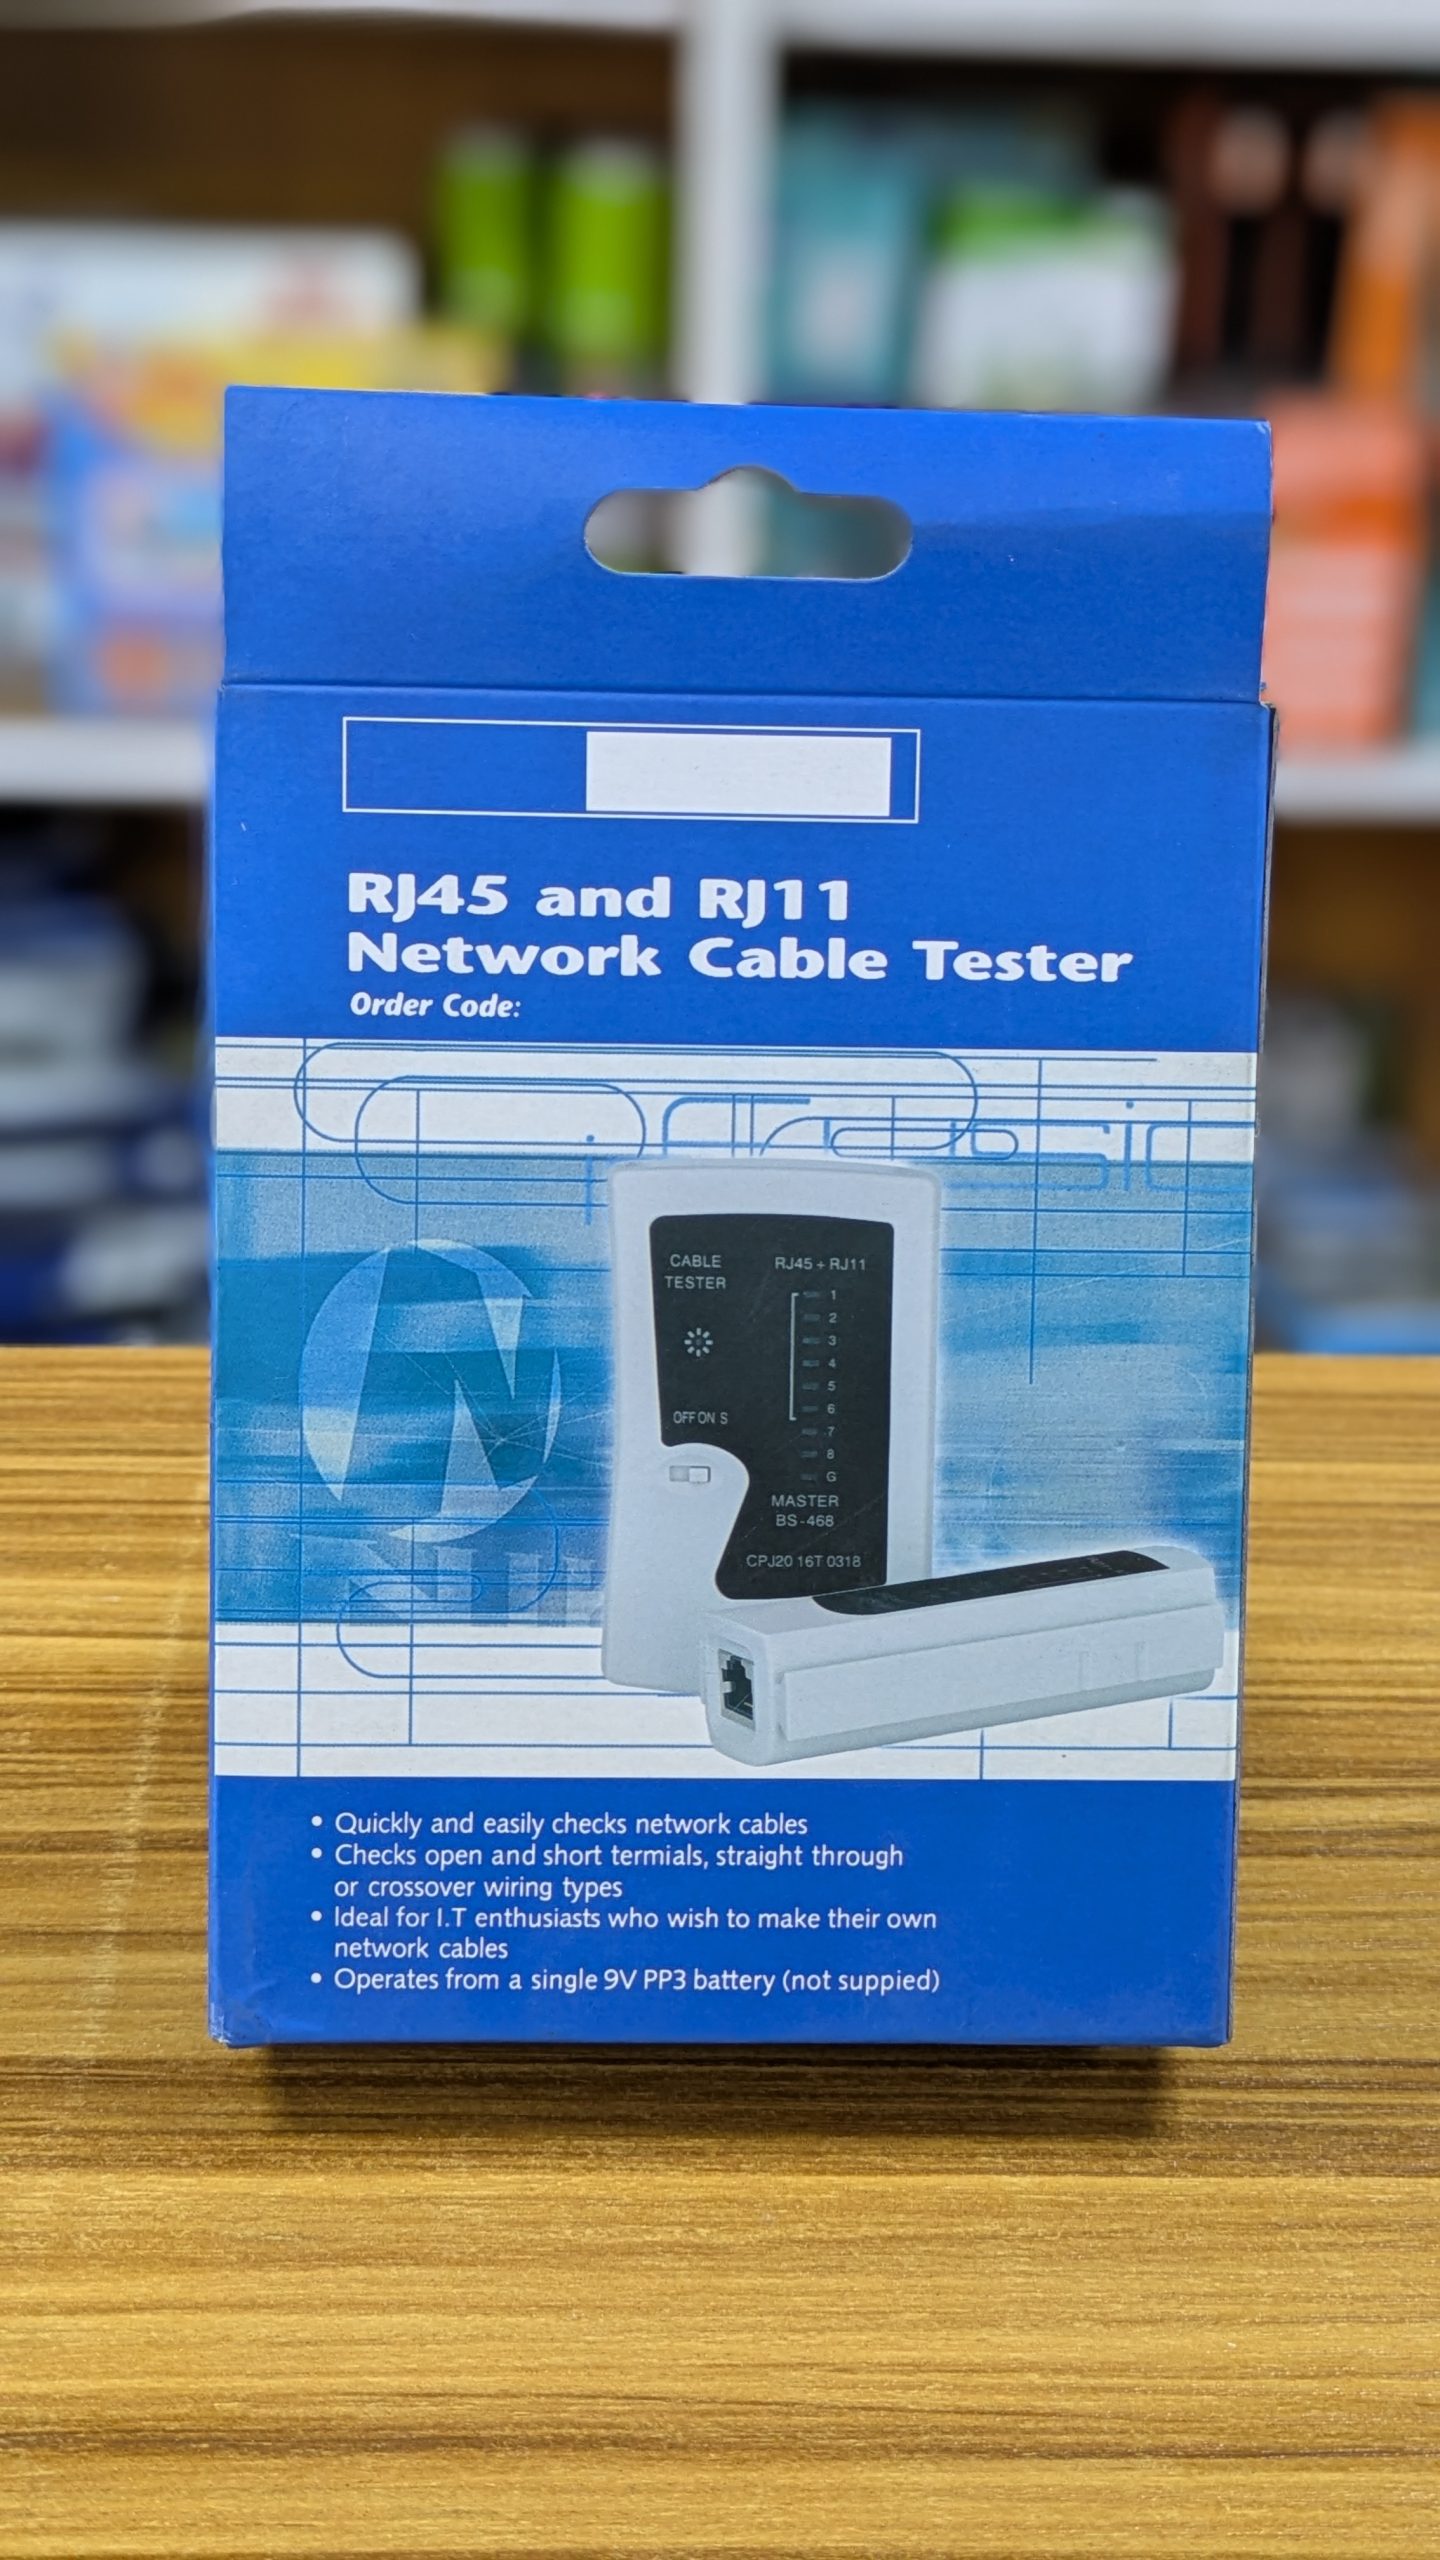 RJ45 and RJ11
Network Cable Tester
Order Code:
CABLE
TESTER
RJ45 + RJ11
1
2
3
4
5
6
7
8
G
OFF ON S
MASTER
BS-468
CPJ20 16T 0318
• Quickly and easily checks network cables
• Checks open and short termials, straight through
or crossover wiring types
• Ideal for I.T enthusiasts who wish to make their own
network cables
• Operates from a single 9V PP3 battery (not suppied)